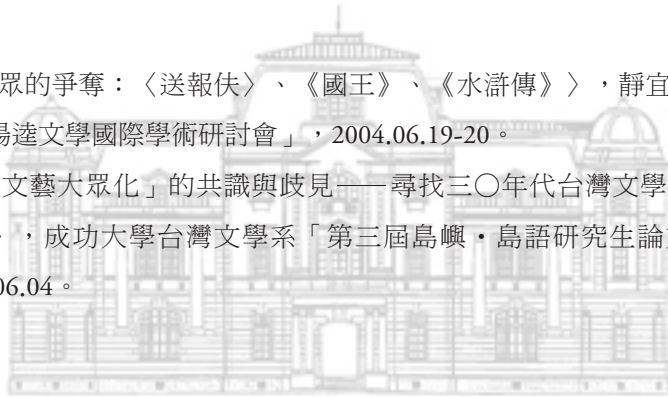 眾的爭奪：〈送報伕〉、《國王》、《水滸傳》〉，靜宜
楊逵文學國際學術研討會」，2004.06.19-20。
文藝大眾化」的共識與歧見——尋找三〇年代台灣文學
，成功大學台灣文學系「第三屆島嶼・島語研究生論
06.04。